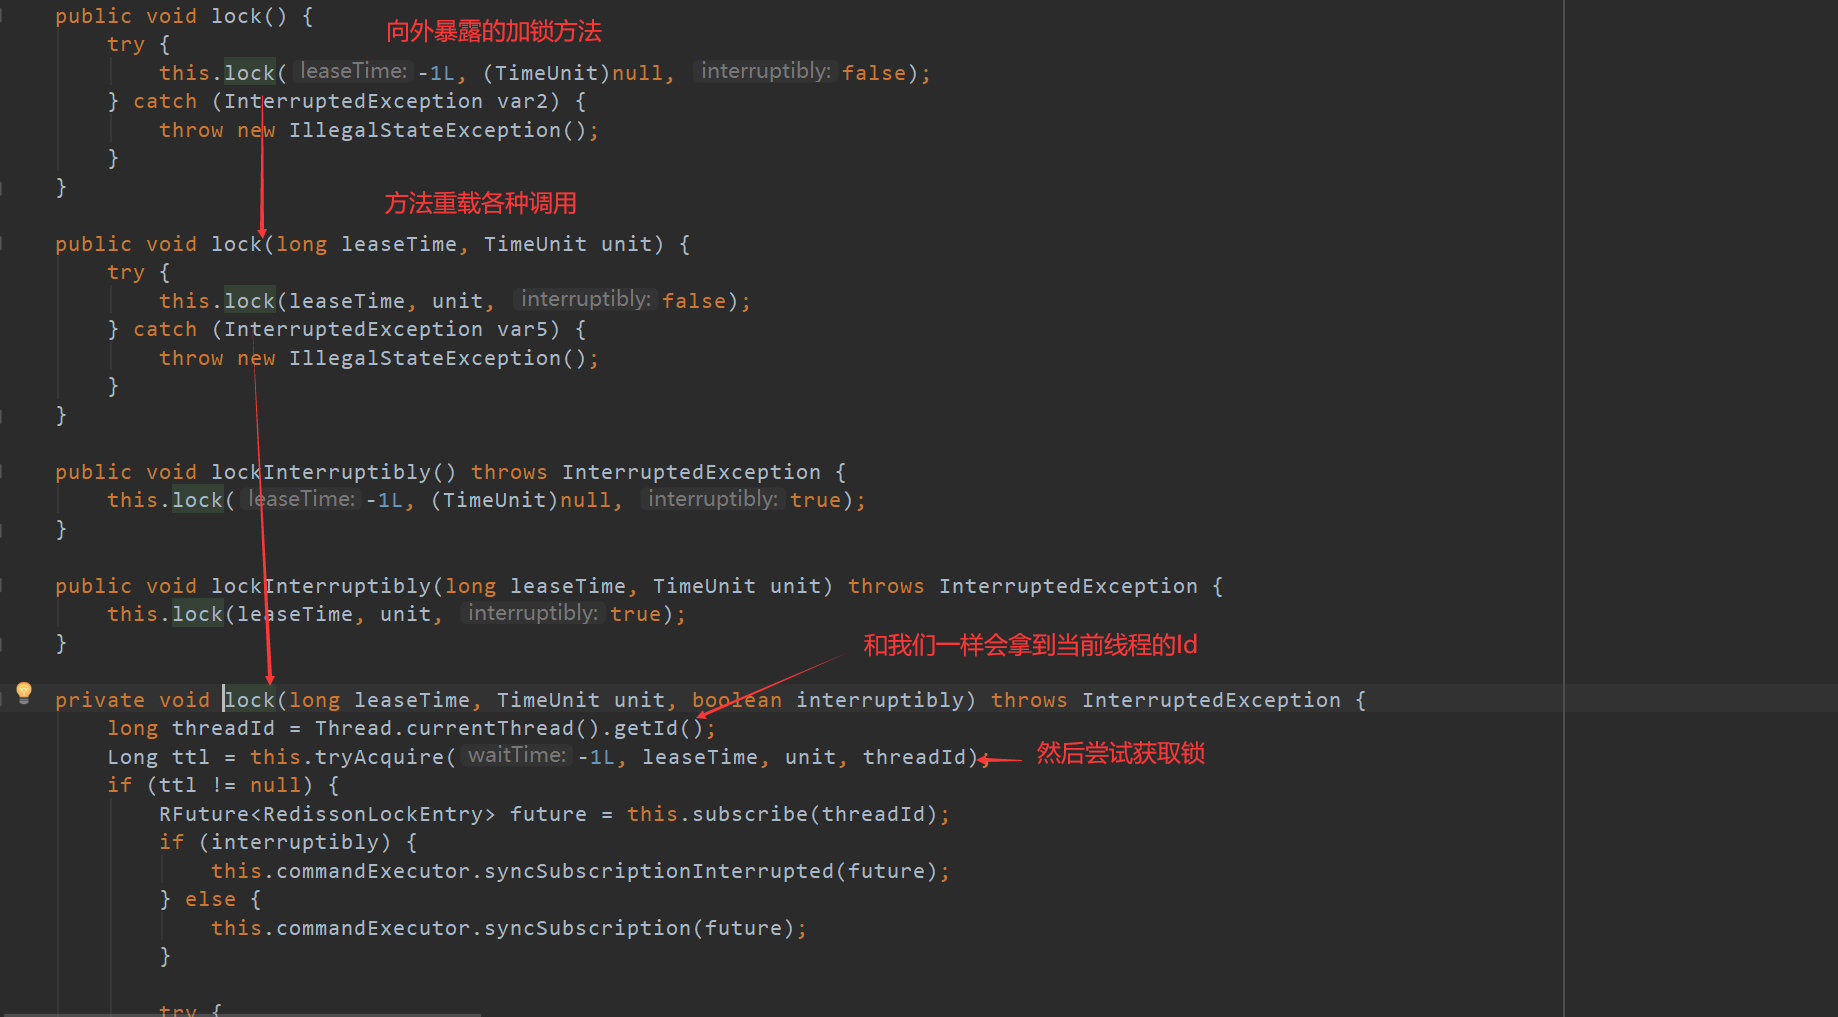 public void lock() {
向外暴露的加锁方法
try {
this.lock( leaseTime: -1L, (TimeUnit)null, interruptibly: false);
} catch (InterruptedException var2) {
throw new IllegalStateException();
}
}
方法重载各种调用
public void lock(long leaseTime, TimeUnit unit) {
try {
this.lock(leaseTime, unit, interruptibly: false);
} catch (InterruptedException var5) {
throw new IllegalStateException();
}
}
public void lockInterruptibly() throws InterruptedException {
this.lock( leaseTime: -1L, (TimeUnit)null, interruptibly: true);
}
public void lockInterruptibly(long leaseTime, TimeUnit unit) throws InterruptedException {
this.lock(leaseTime, unit, interruptibly: true);
}
和我们一样会拿到当前线程的Id
private void lock(long leaseTime, TimeUnit unit, boolean interruptibly) throws InterruptedException {
long threadId = Thread.currentThread().getId();
Long ttl = this.tryAcquire( waitTime: -1L, leaseTime, unit, threadId);
然后尝试获取锁
if (ttl != null) {
RFuture<RedissonLockEntry> future = this.subscribe(threadId);
if (interruptibly) {
this.commandExecutor.syncSubscriptionInterrupted(future);
} else {
this.commandExecutor.syncSubscription(future);
}
try {